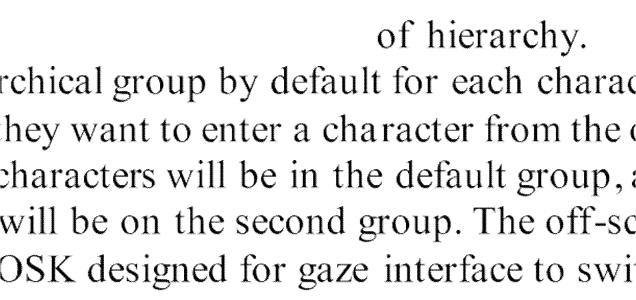 of hierarchy.
rchical group by default for each charac
they want to enter a character from the
characters will be in the default group,
will be on the second group. The off-sc
OSK designed for gaze interface to swi